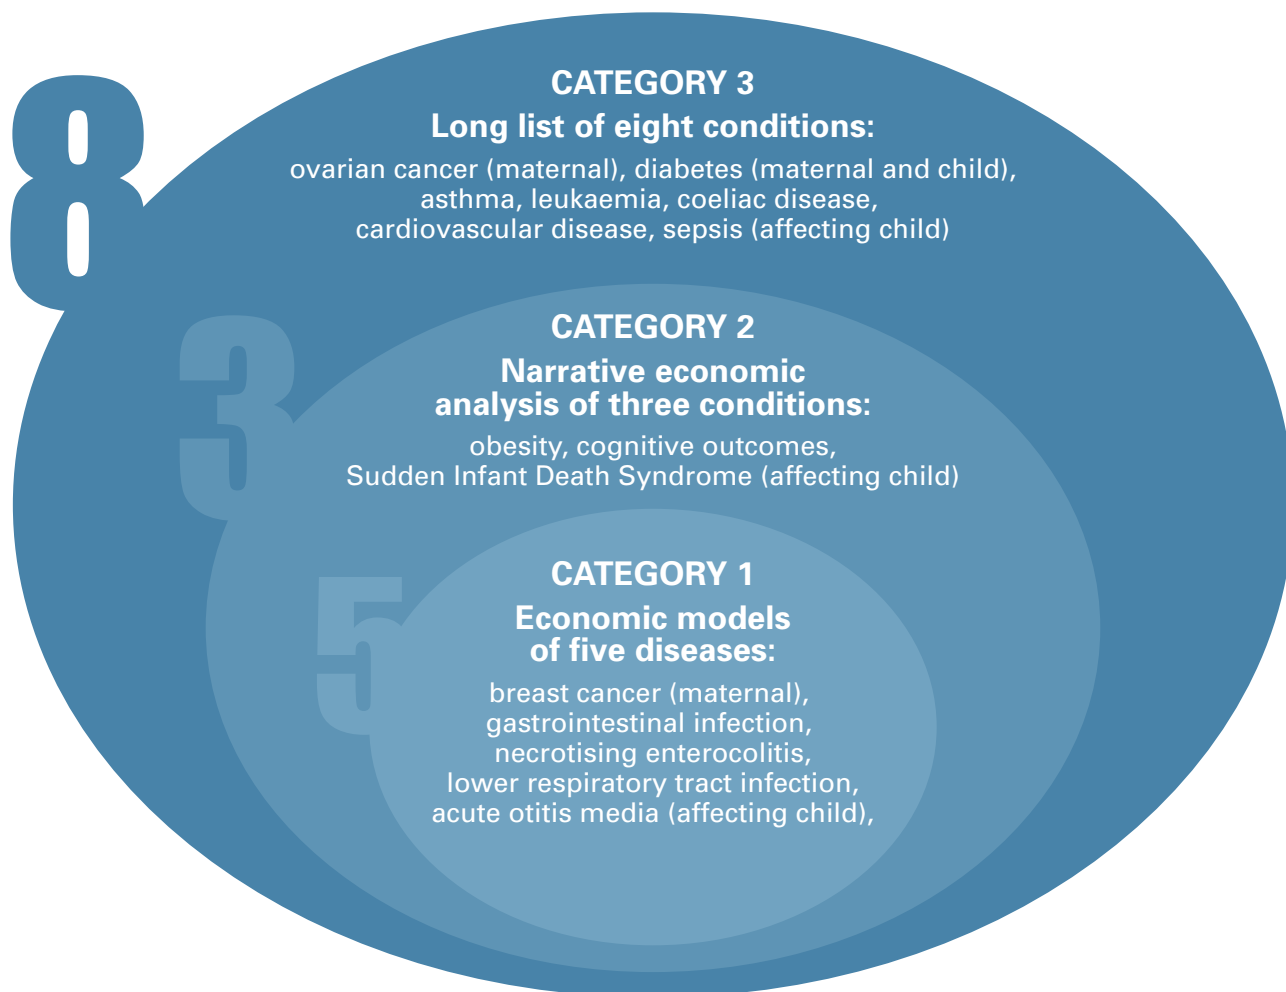 8
CATEGORY 3
Long list of eight conditions:
ovarian cancer (maternal), diabetes (maternal and child),
asthma, leukaemia, coeliac disease,
cardiovascular disease, sepsis (affecting child)
3
CATEGORY 2
Narrative economic
analysis of three conditions:
obesity, cognitive outcomes,
Sudden Infant Death Syndrome (affecting child)
5
CATEGORY 1
Economic models
of five diseases:
breast cancer (maternal),
gastrointestinal infection,
necrotising enterocolitis,
lower respiratory tract infection,
acute otitis media (affecting child),